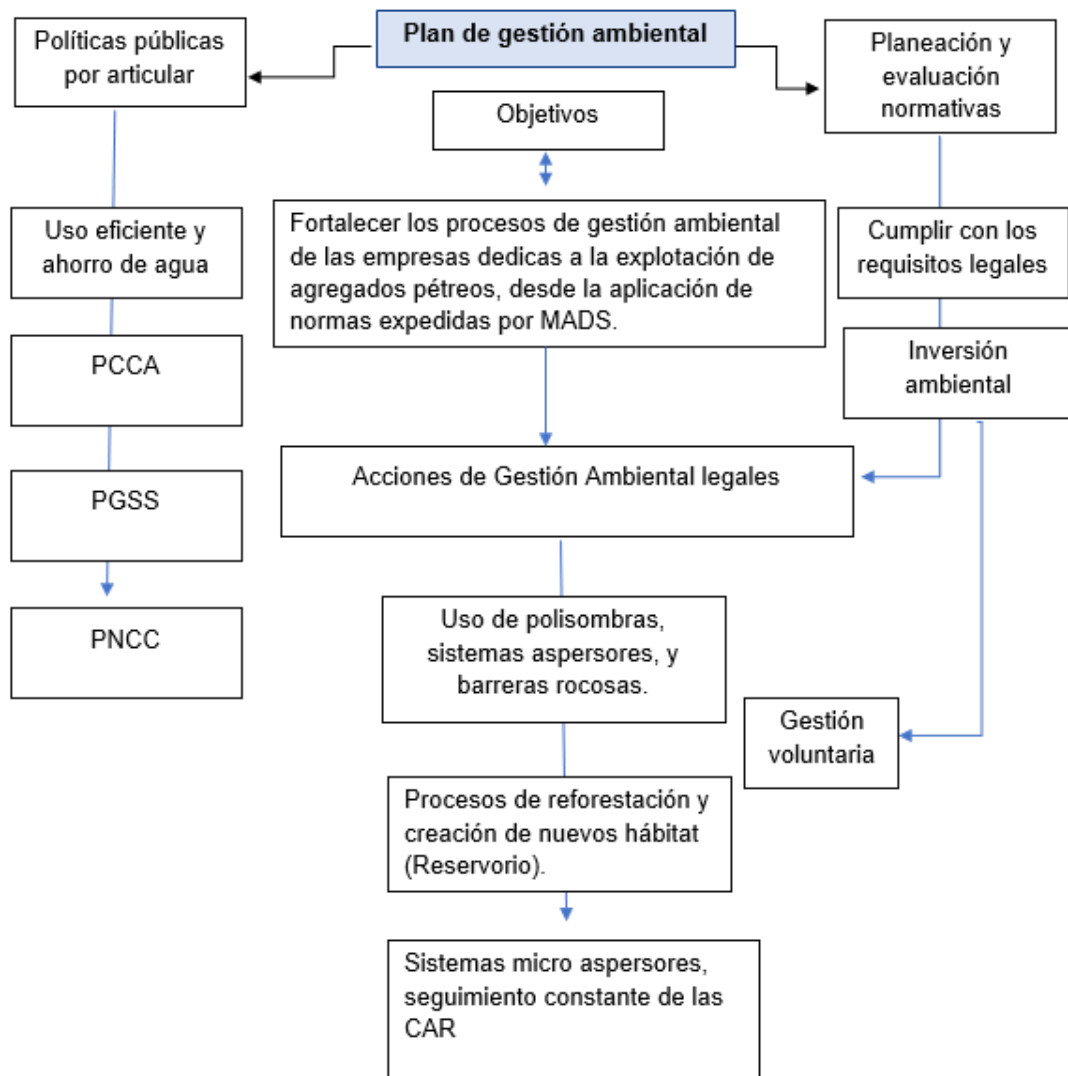 Plan de gestión ambiental
Políticas públicas
por articular
Uso eficiente y
ahorro de agua
PCCA
PGSS
PNCC
Objetivos
Fortalecer los procesos de gestión ambiental
de las empresas dedicas a la explotación de
agregados pétreos, desde la aplicación de
normas expedidas por MADS.
Acciones de Gestión Ambiental legales
Uso de polisombras,
sistemas aspersores, y
barreras rocosas.
Procesos de reforestación y
creación de nuevos hábitat
(Reservorio).
Sistemas micro aspersores,
seguimiento constante de las
CAR
Planeación y
evaluación
normativas
Cumplir con los
requisitos legales
Inversión
ambiental
Gestión
voluntaria